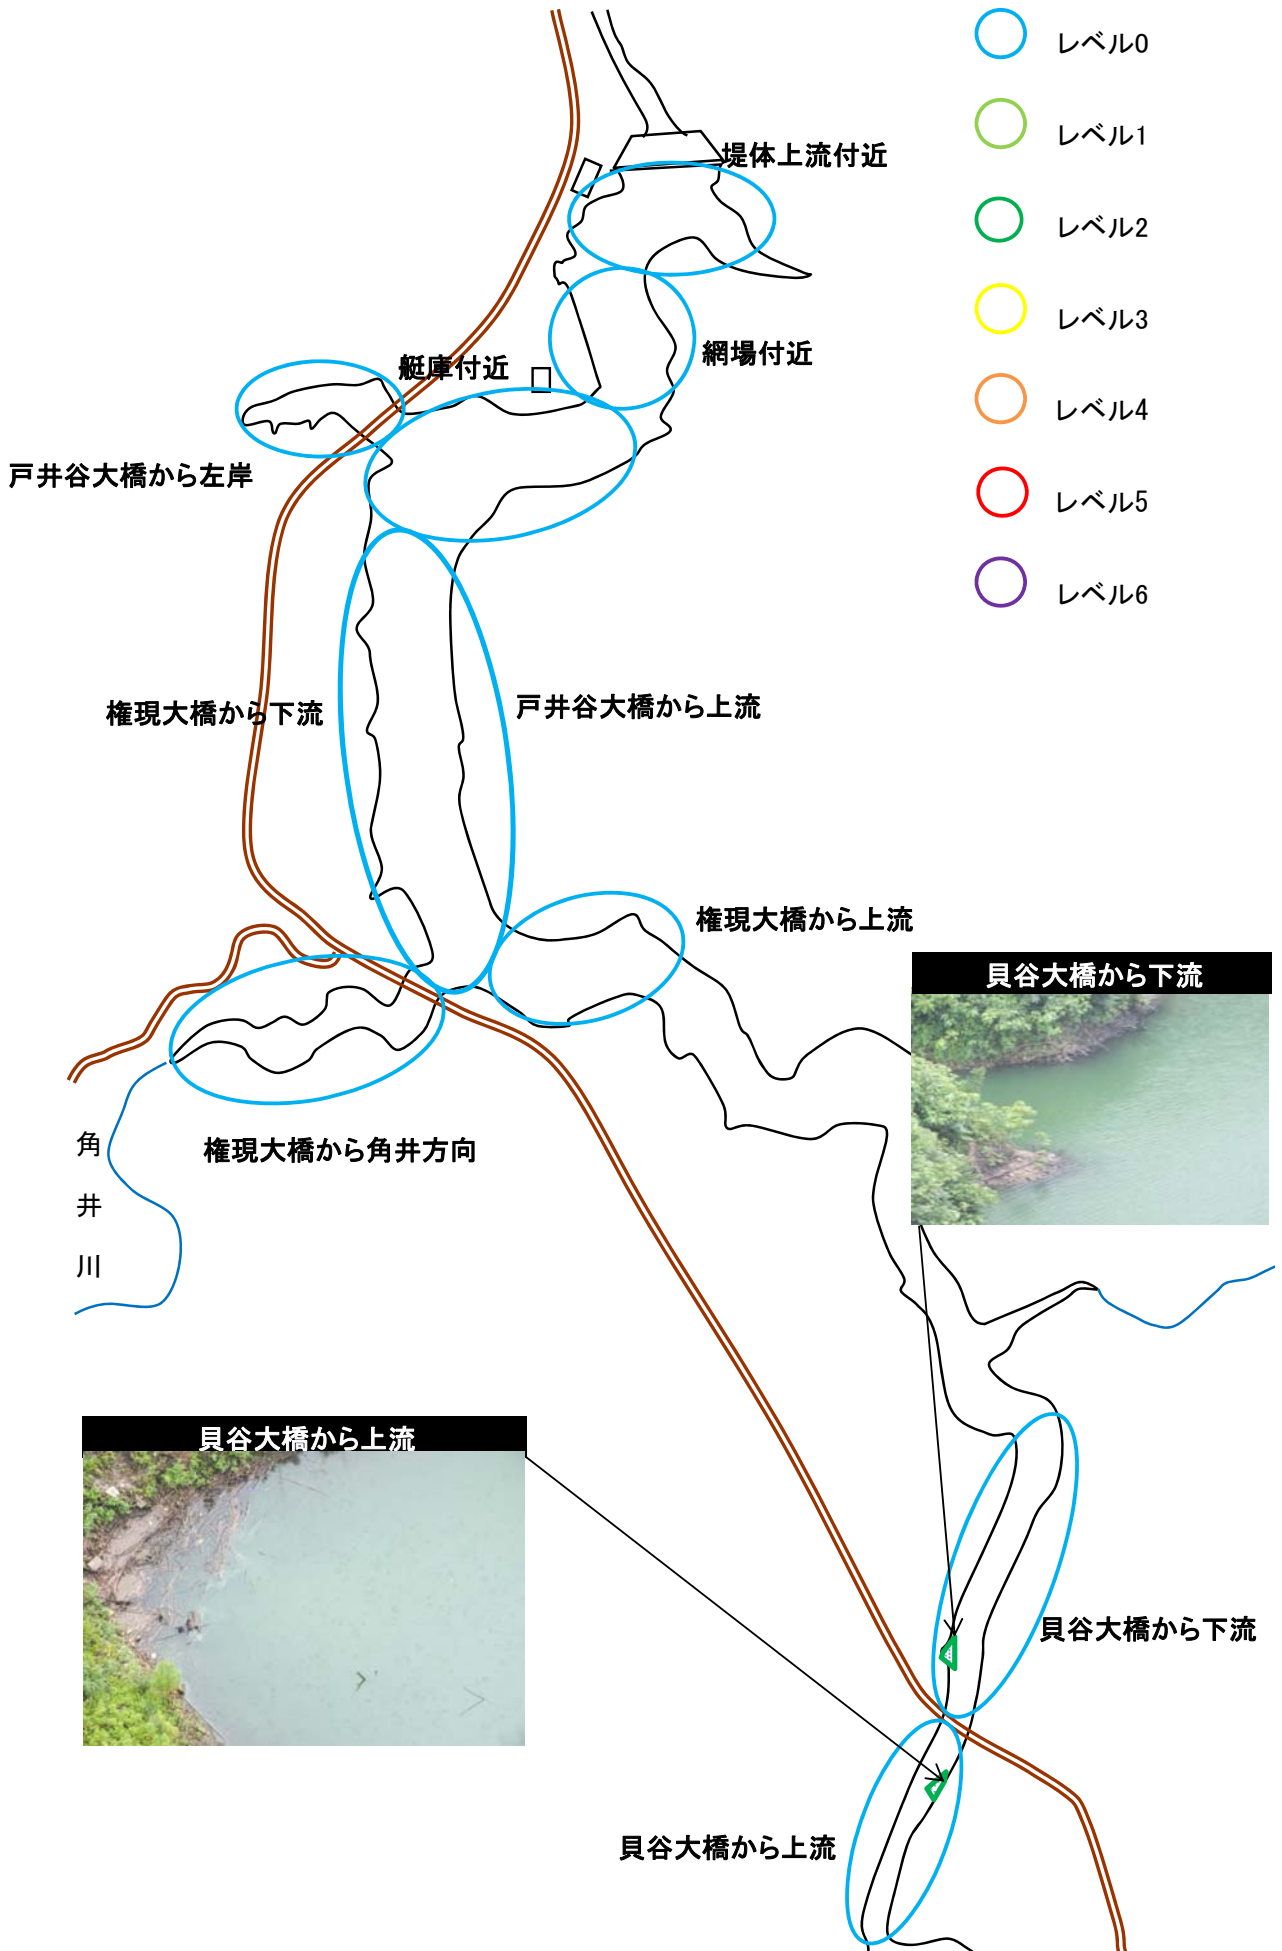 レベル0
レベル1
堤体上流付近
レベル2
レベル3
網場付近
艇庫付近
レベル4
戸井谷大橋から左岸
レベル5
レベル6
権現大橋から下流
戸井谷大橋から上流
権現大橋から上流
貝谷大橋から下流
権現大橋から角井方向
角
井
川
貝谷大橋から上流
貝谷大橋から下流
貝谷大橋から上流